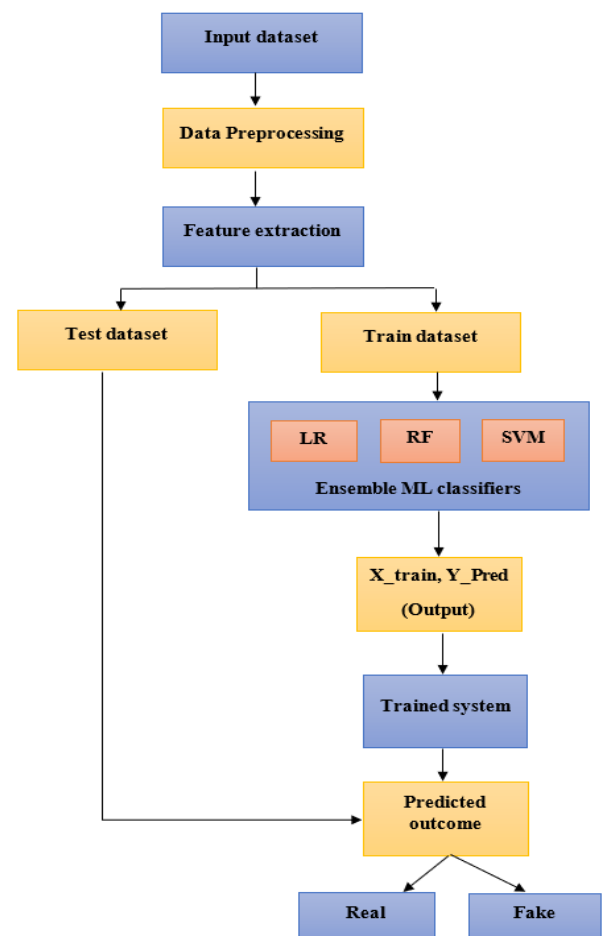 Input dataset
Data Preprocessing
Feature extraction
Test dataset
Train dataset
LR
RF
SVM
Ensemble ML classifiers
X_train, Y_Pred
(Output)
Trained system
Predicted
outcome
Real
Fake